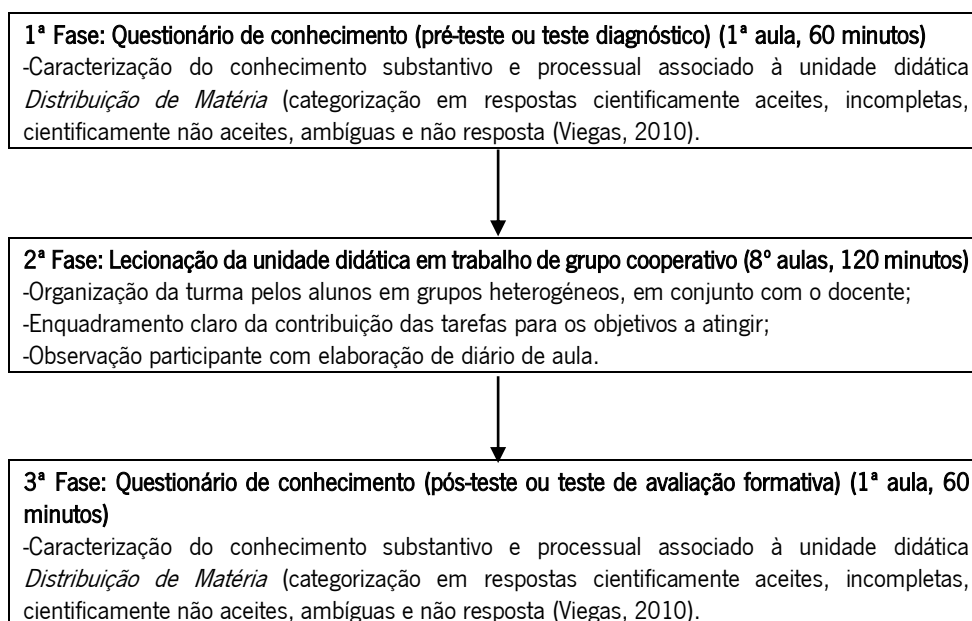 1ª Fase: Questionário de conhecimento (pré-teste ou teste diagnóstico) (1ª aula, 60 minutos)
-Caracterização do conhecimento substantivo e processual associado à unidade didática
Distribuição de Matéria (categorização em respostas cientificamente aceites, incompletas,
cientificamente não aceites, ambíguas e não resposta (Viegas, 2010).
2ª Fase: Lecionação da unidade didática em trabalho de grupo cooperativo (8º aulas, 120 minutos)
-Organização da turma pelos alunos em grupos heterogéneos, em conjunto com o docente;
-Enquadramento claro da contribuição das tarefas para os objetivos a atingir;
-Observação participante com elaboração de diário de aula.
3ª Fase: Questionário de conhecimento (pós-teste ou teste de avaliação formativa) (1ª aula, 60
minutos)
-Caracterização do conhecimento substantivo e processual associado à unidade didática
Distribuição de Matéria (categorização em respostas cientificamente aceites, incompletas,
cientificamente não aceites, ambíguas e não resposta (Viegas, 2010).